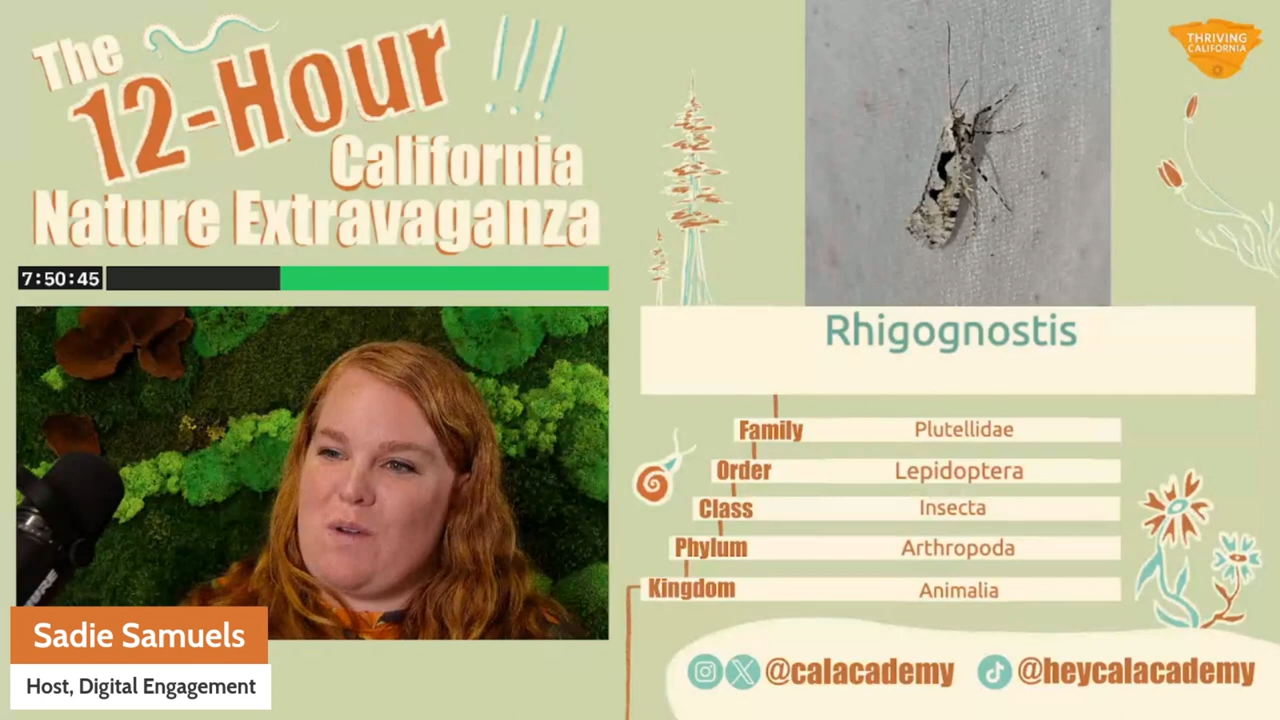 The
12-Hour !!!
California
Nature Extravaganza
7:50:45
SHURE
Sadie Samuels
Host, Digital Engagement
THRIVING
CALIFORNIA
Rhigognostis
Family Plutellidae
Order Lepidoptera
Class Insecta
Phylum Arthropoda
Kingdom Animalia
@calacademy @heycalacademy